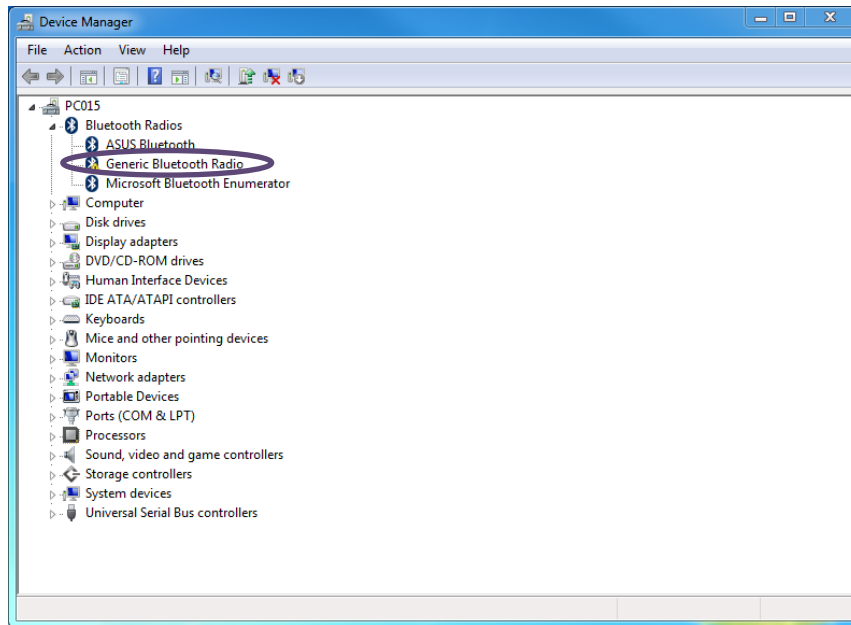 Device Manager
File Action View Help
PC015
Bluetooth Radios
ASUS Bluetooth
Generic Bluetooth Radio
Microsoft Bluetooth Enumerator
Computer
Disk drives
Display adapters
DVD/CD-ROM drives
Human Interface Devices
IDE ATA/ATAPI controllers
Keyboards
Mice and other pointing devices
Monitors
Network adapters
Portable Devices
Ports (COM & LPT)
Processors
Sound, video and game controllers
Storage controllers
System devices
Universal Serial Bus controllers